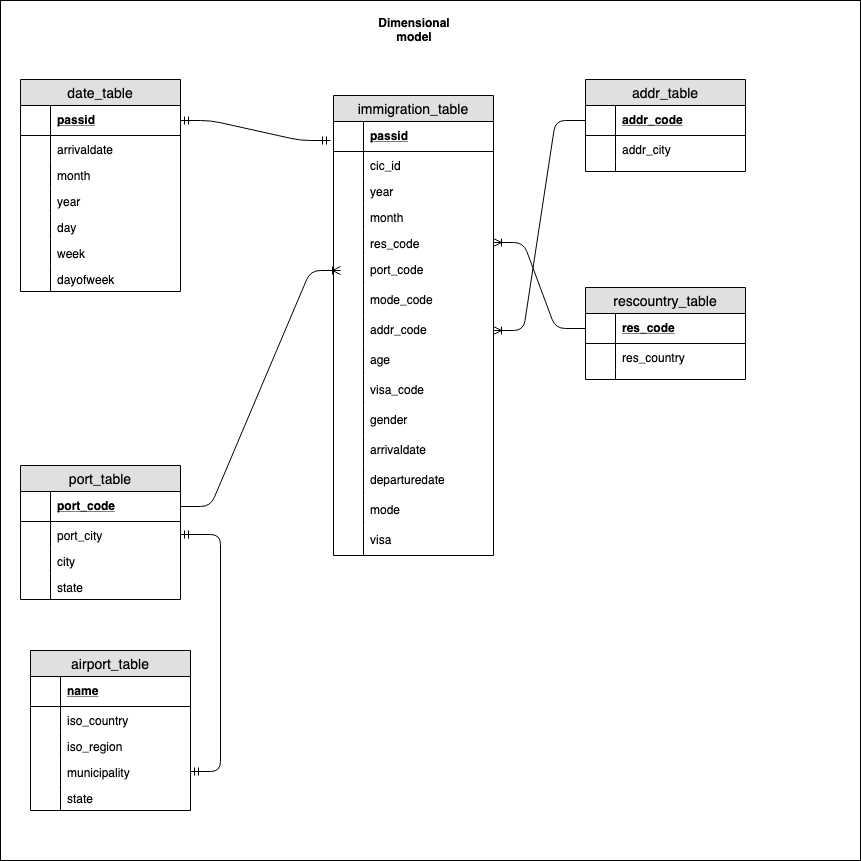 Dimensional
model
date_table
passid
arrivaldate
month
year
day
week
dayofweek
immigration_table
passid
cic_id
year
month
res_code
port_code
mode_code
addr_code
age
visa_code
gender
arrivaldate
departuredate
mode
visa
addr_table
addr_code
addr_city
rescountry_table
res_code
res_country
port_table
port_code
port_city
city
state
airport_table
name
iso_country
iso_region
municipality
state